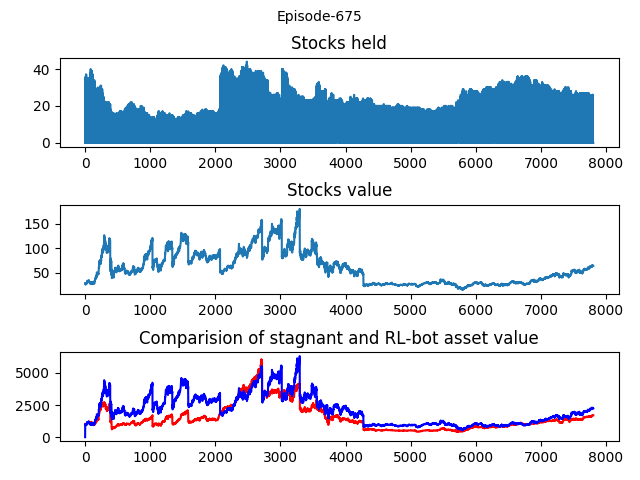 Episode-675
Stocks held
40
20
0
0 1000 2000 3000 4000 5000 6000 7000 8000
Stocks value
150
100
50
0 1000 2000 3000 4000 5000 6000 7000 8000
Comparision of stagnant and RL-bot asset value
5000
2500
0
0 1000 2000 3000 4000 5000 6000 7000 8000